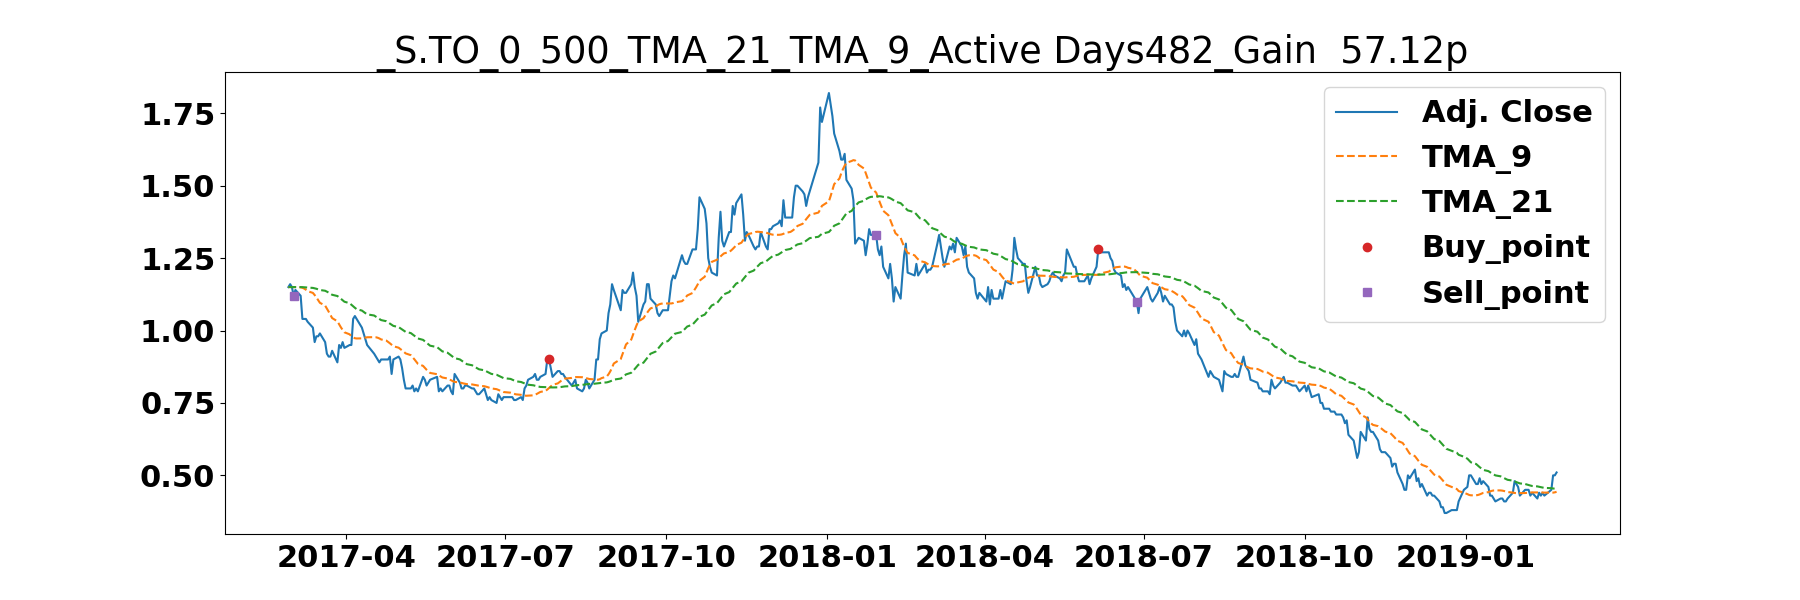 _S.TO_0_500_TMA_21_TMA_9_Active Days482_Gain  57.12p
1.75
1.50
1.25
1.00
0.75
0.50
Adj. Close
TMA_9
TMA_21
Buy_point
Sell_point
2017-04 2017-07 2017-10 2018-01 2018-04 2018-07 2018-10 2019-01